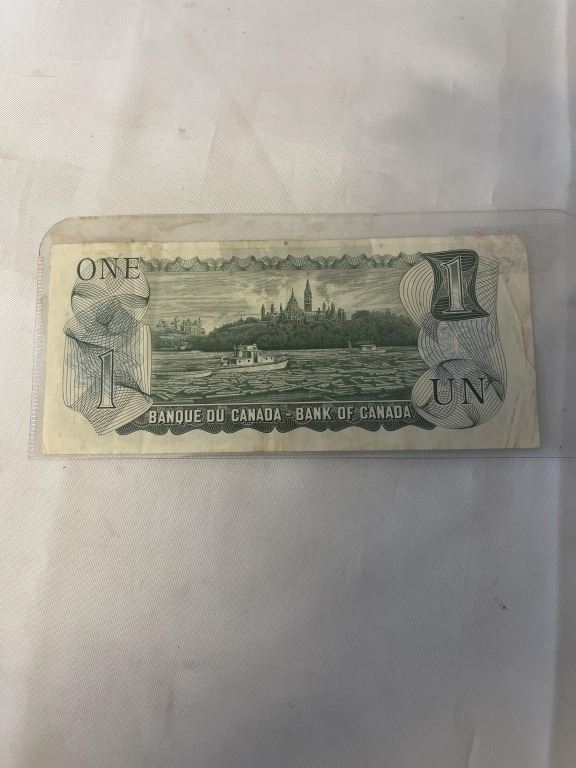 ONE
1
1
UN
BANQUE DU CANADA - BANK OF CANADA